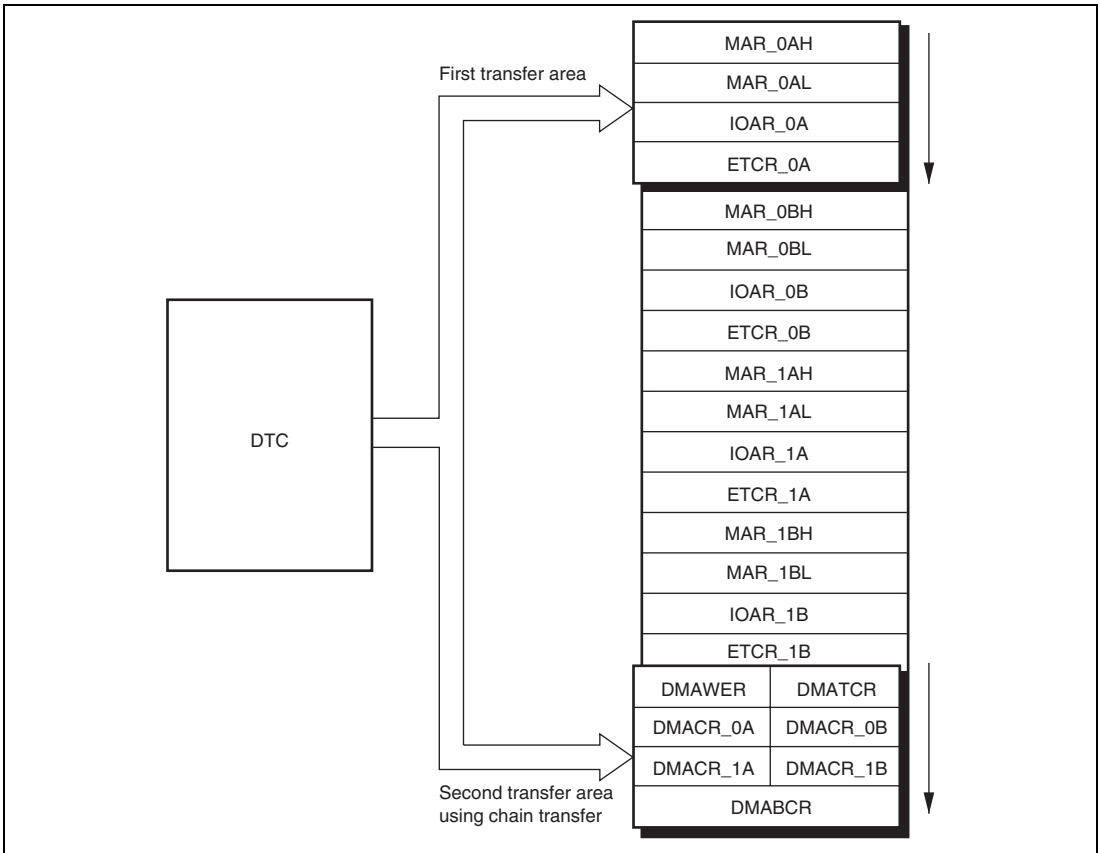 First transfer area
MAR_0AH
MAR_0AL
IOAR_0A
ETCR_0A
MAR_0BH
MAR_0BL
IOAR_0B
ETCR_0B
MAR_1AH
MAR_1AL
DTC
IOAR_1A
ETCR_1A
MAR_1BH
MAR_1BL
IOAR_1B
ETCR_1B
DMAWER DMATCR
DMACR_0A DMACR_0B
DMACR_1A DMACR_1B
DMABCR
Second transfer area
using chain transfer